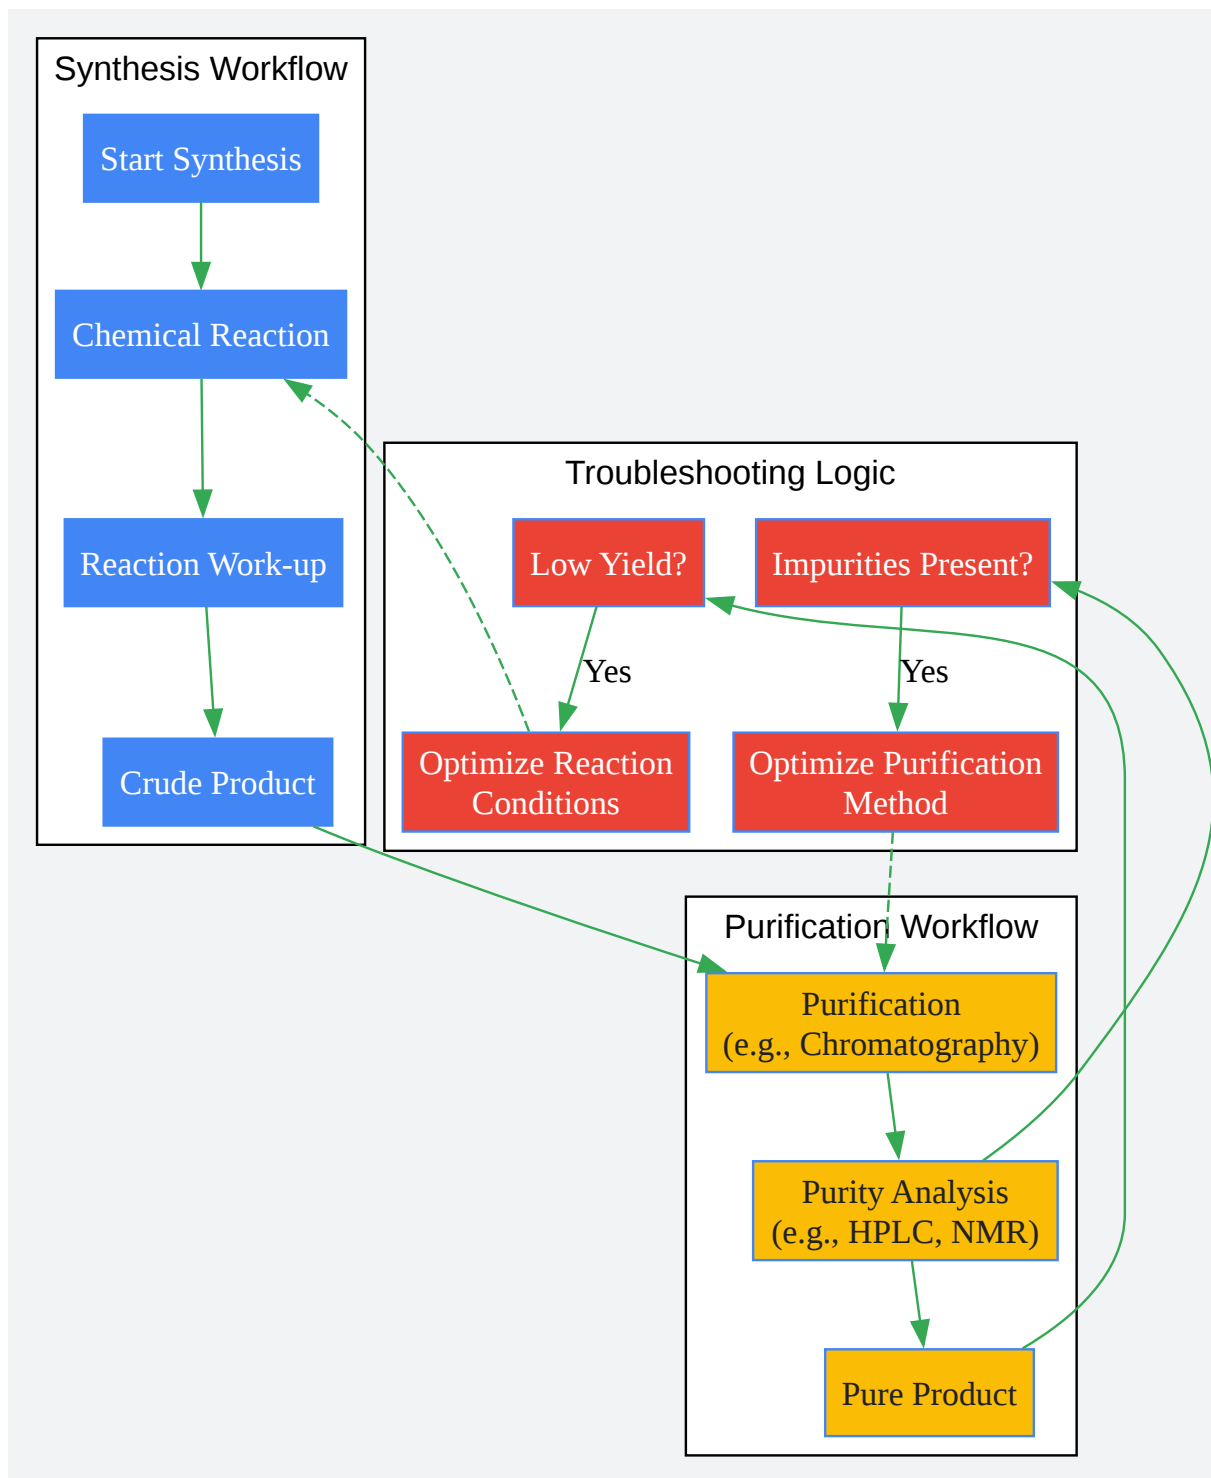 Synthesis Workflow
Start Synthesis
Chemical Reaction
Reaction Work-up
Crude Product
Troubleshooting Logic
Low Yield?
Impurities Present?
Yes
Yes
Optimize Reaction
Conditions
Optimize Purification
Method
Purification Workflow
Purification
(e.g., Chromatography)
Purity Analysis
(e.g., HPLC, NMR)
Pure Product